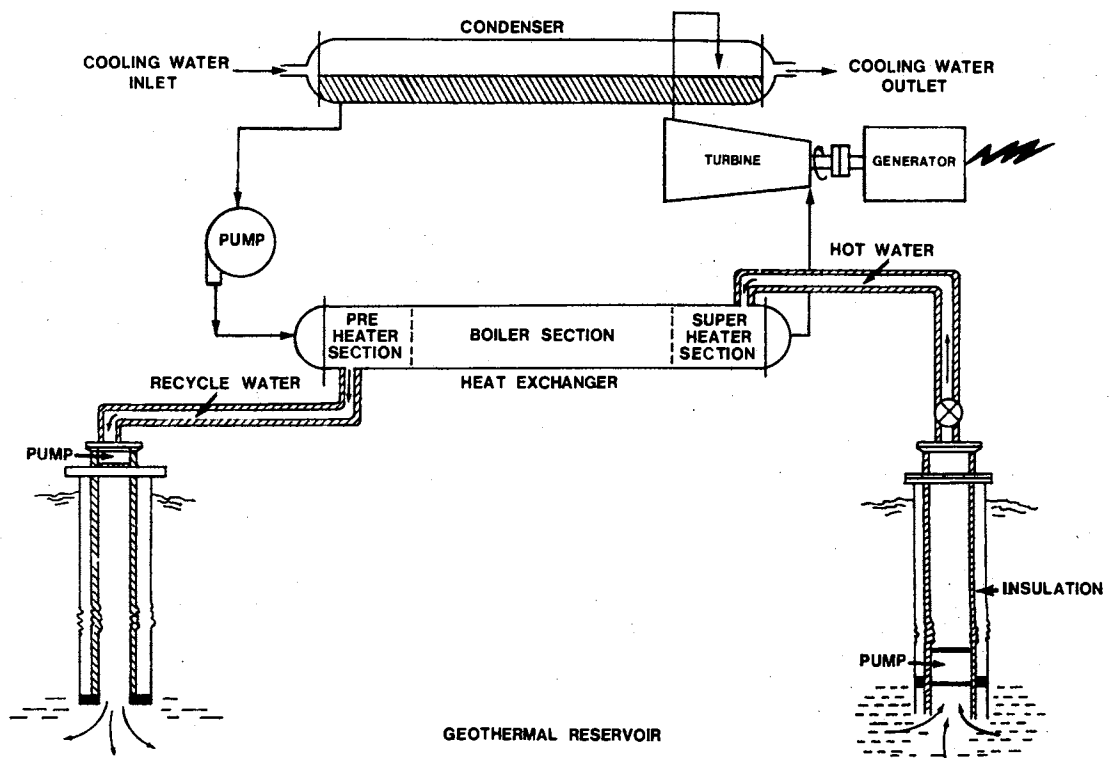 CONDENSER
COOLING WATER
INLET
COOLING WATER
OUTLET
TURBINE
GENERATOR
PUMP
HOT WATER
PRE
HEATER
SECTION
BOILER SECTION
SUPER
HEATER
SECTION
HEAT EXCHANGER
RECYCLE WATER
PUMP
INSULATION
PUMP
GEOTHERMAL RESERVOIR